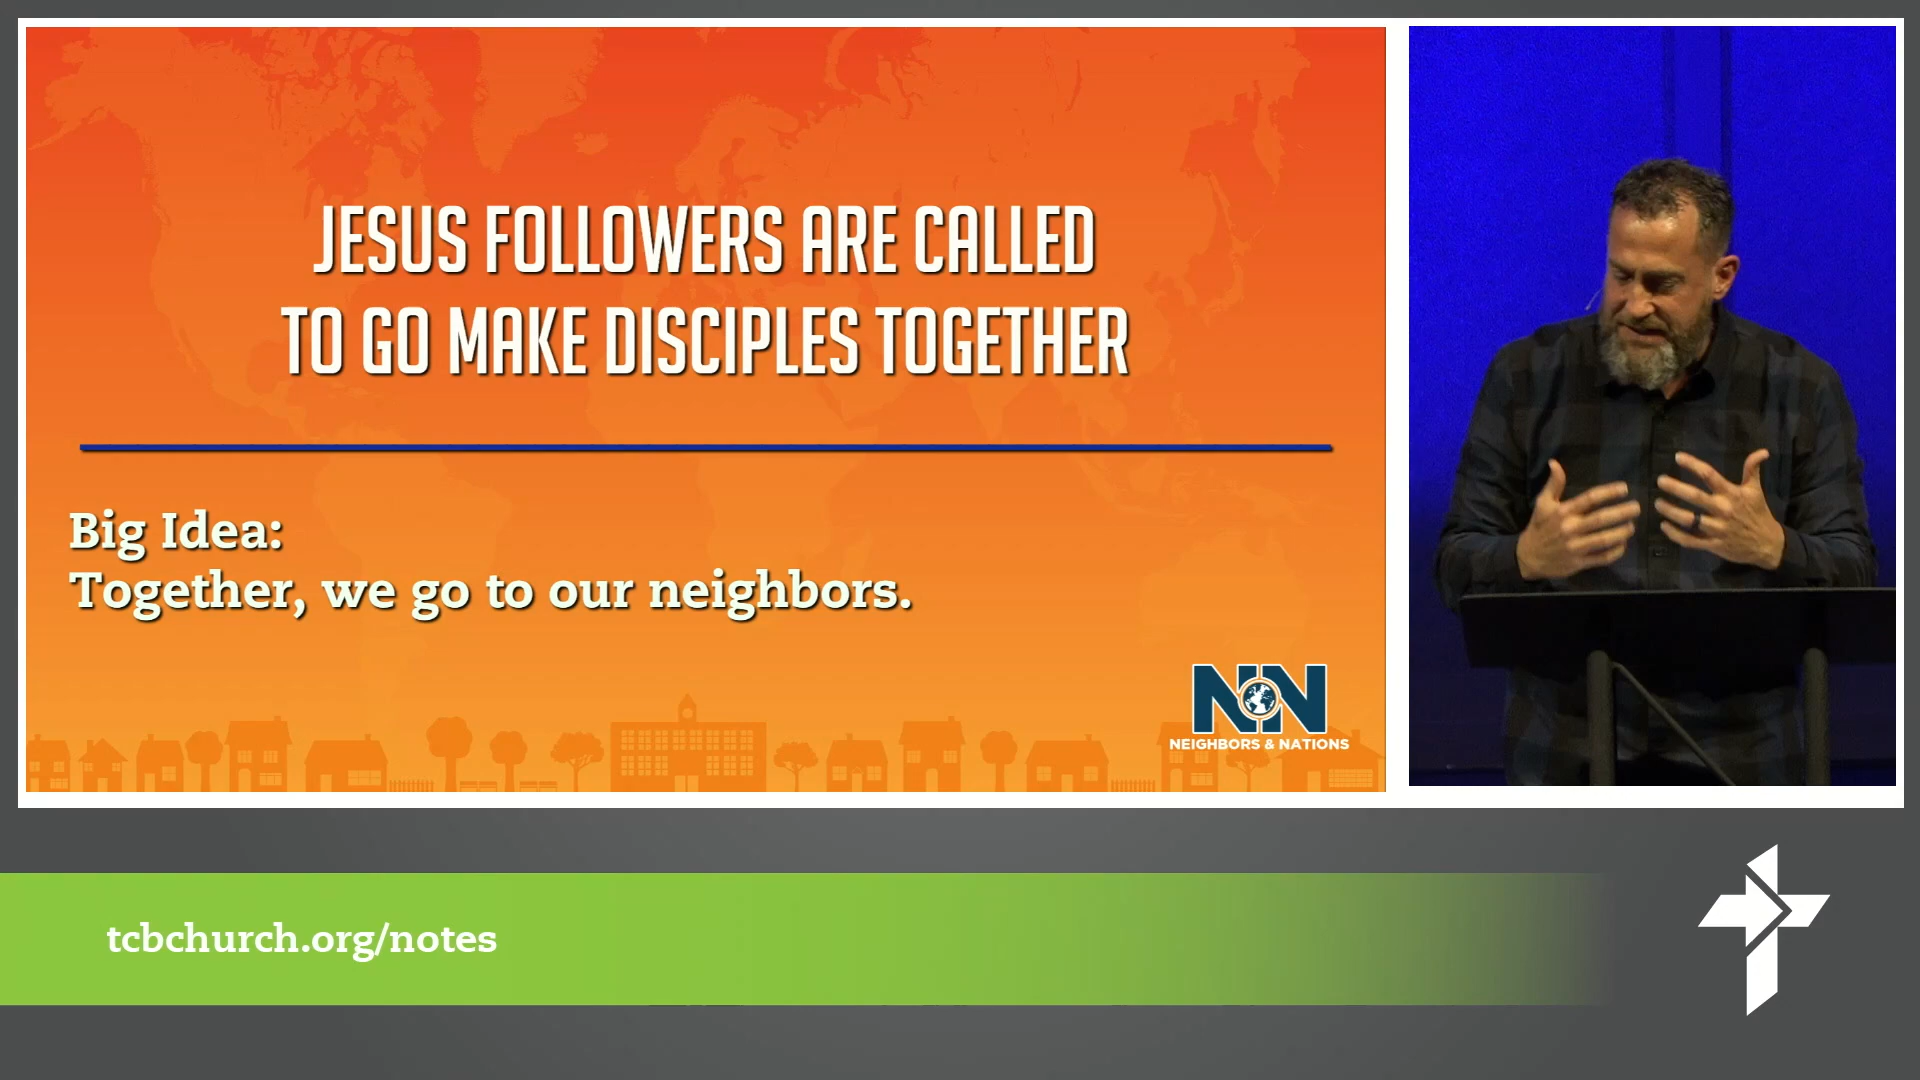 JESUS FOLLOWERS ARE CALLED
TO GO MAKE DISCIPLES TOGETHER
Big Idea:
Together, we go to our neighbors.
NN
NEIGHBORS & NATIONS
tcbchurch.org/notes